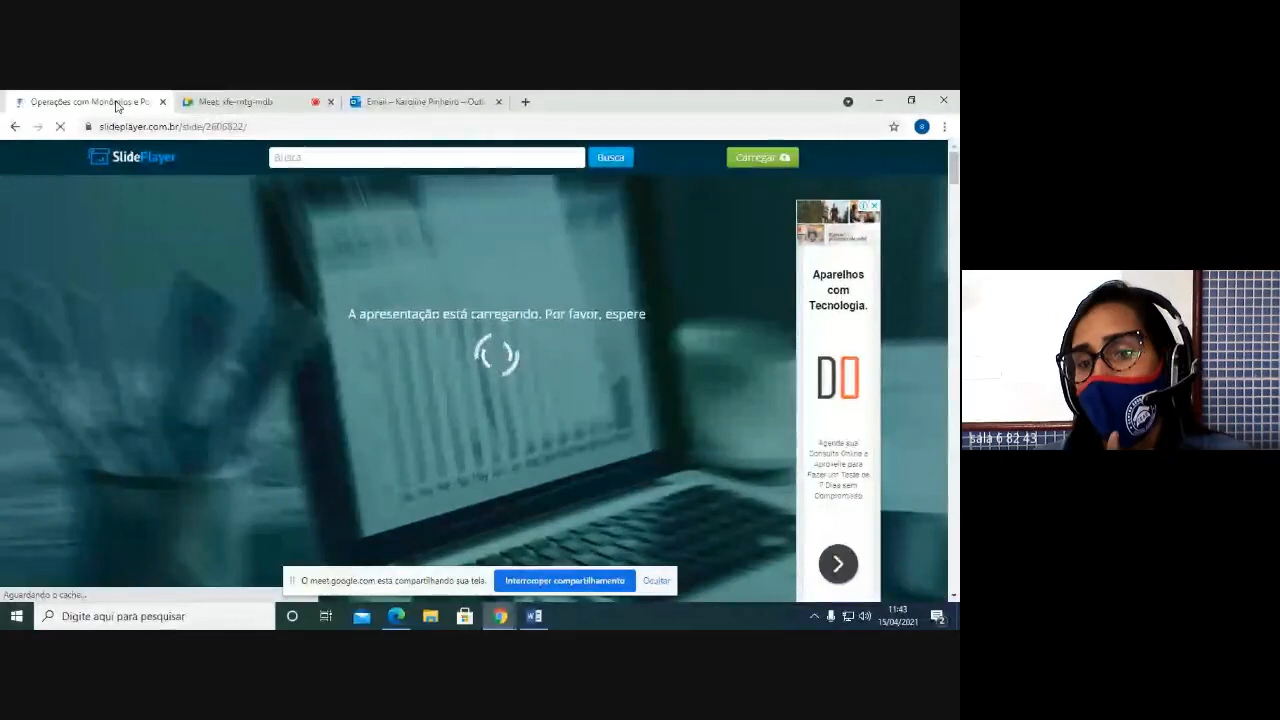 Operações com Monômios e Po
Meet: xfe-mtg-mdb
Email – Karoline Pinheiro – Outl
slideplayer.com.br/slide/2606822/
SlidePlayer
Busca
Busca
Carregar
Aparelhos
com
Tecnologia.
A apresentação está carregando. Por favor, espere
DO
Agende sua
Consulta Online e
Aproveite para
Fazer um Teste de
7 Dias sem
Compromisso.
sala 6 82 43
O meet.google.com está compartilhando sua tela.
Interromper compartilhamento
Ocultar
Aguardando o cache...
Digite aqui para pesquisar
11:43
15/04/2021